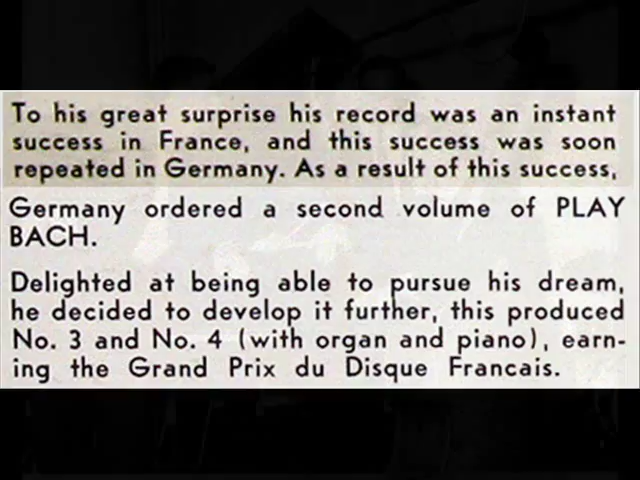 To his great surprise his record was an instant
success in France, and this success was soon
repeated in Germany. As a result of this success,
Germany ordered a second volume of PLAY
BACH.
Delighted at being able to pursue his dream,
he decided to develop it further, this produced
No. 3 and No. 4 (with organ and piano), earn-
ing the Grand Prix du Disque Francais.